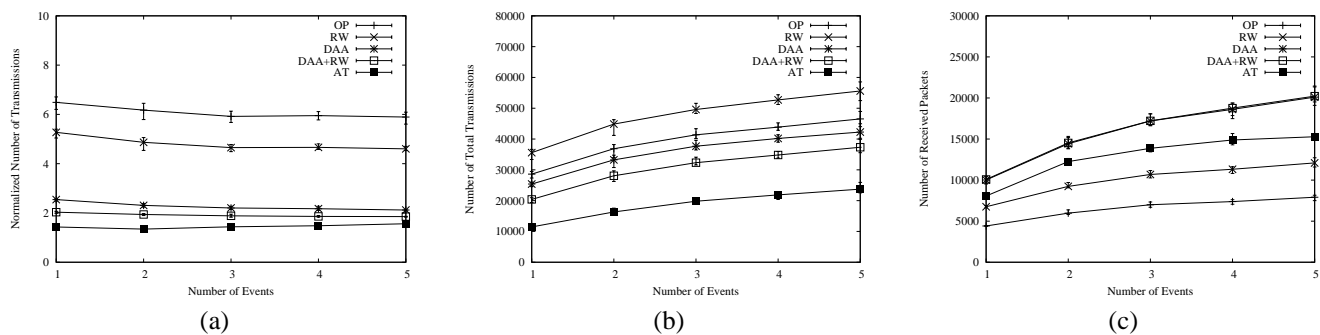 Normalized Number of Transmissions
10
8
6
4
2
0
1 2 3 4 5
Number of Events
OP
RW
DAA
DAA+RW
AT
(a)
Number of Total Transmissions
80000
70000
60000
50000
40000
30000
20000
10000
0
1 2 3 4 5
Number of Events
OP
RW
DAA
DAA+RW
AT
(b)
Number of Received Packets
30000
25000
20000
15000
10000
5000
0
1 2 3 4 5
Number of Events
OP
RW
DAA
DAA+RW
AT
(c)